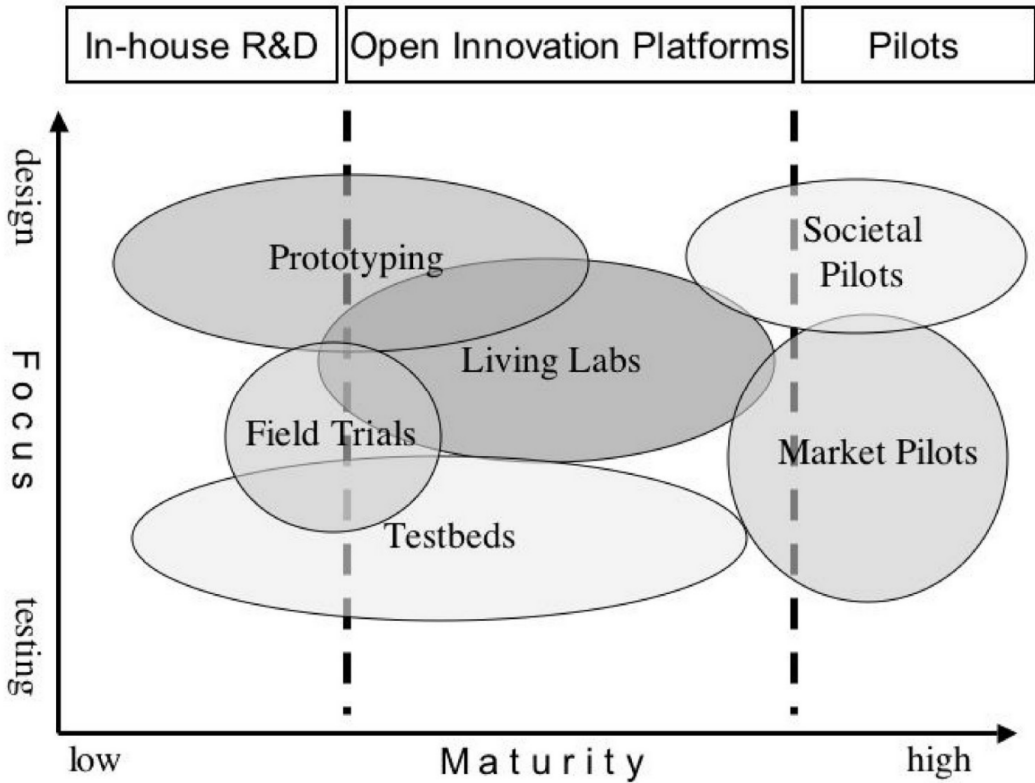 In-house R&D
Open Innovation Platforms
Pilots
design
Focus
testing
Prototyping
Societal
Pilots
Living Labs
Field Trials
Market Pilots
Testbeds
low
Maturity
high